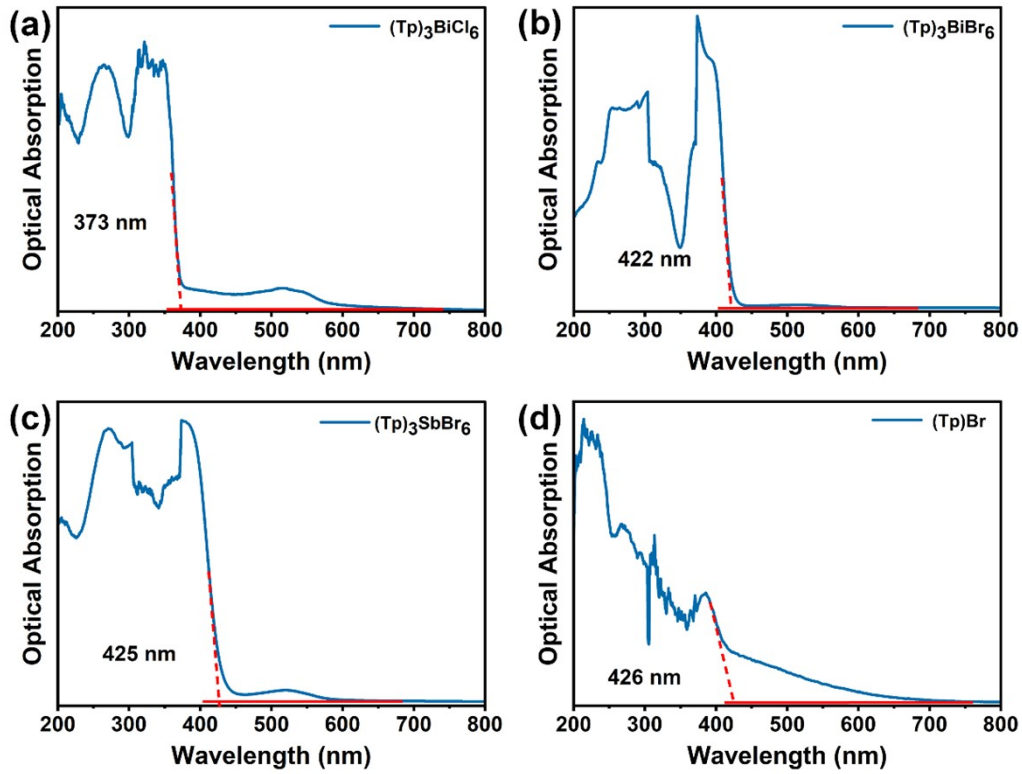 (a)
(Tp)₃BiCl₆
373 nm
Optical Absorption
200 300 400 500 600 700 800
Wavelength (nm)
(b)
(Tp)₃BiBr₆
422 nm
Optical Absorption
200 300 400 500 600 700 800
Wavelength (nm)
(c)
(Tp)₃SbBr₆
425 nm
Optical Absorption
200 300 400 500 600 700 800
Wavelength (nm)
(d)
(Tp)Br
426 nm
Optical Absorption
200 300 400 500 600 700 800
Wavelength (nm)